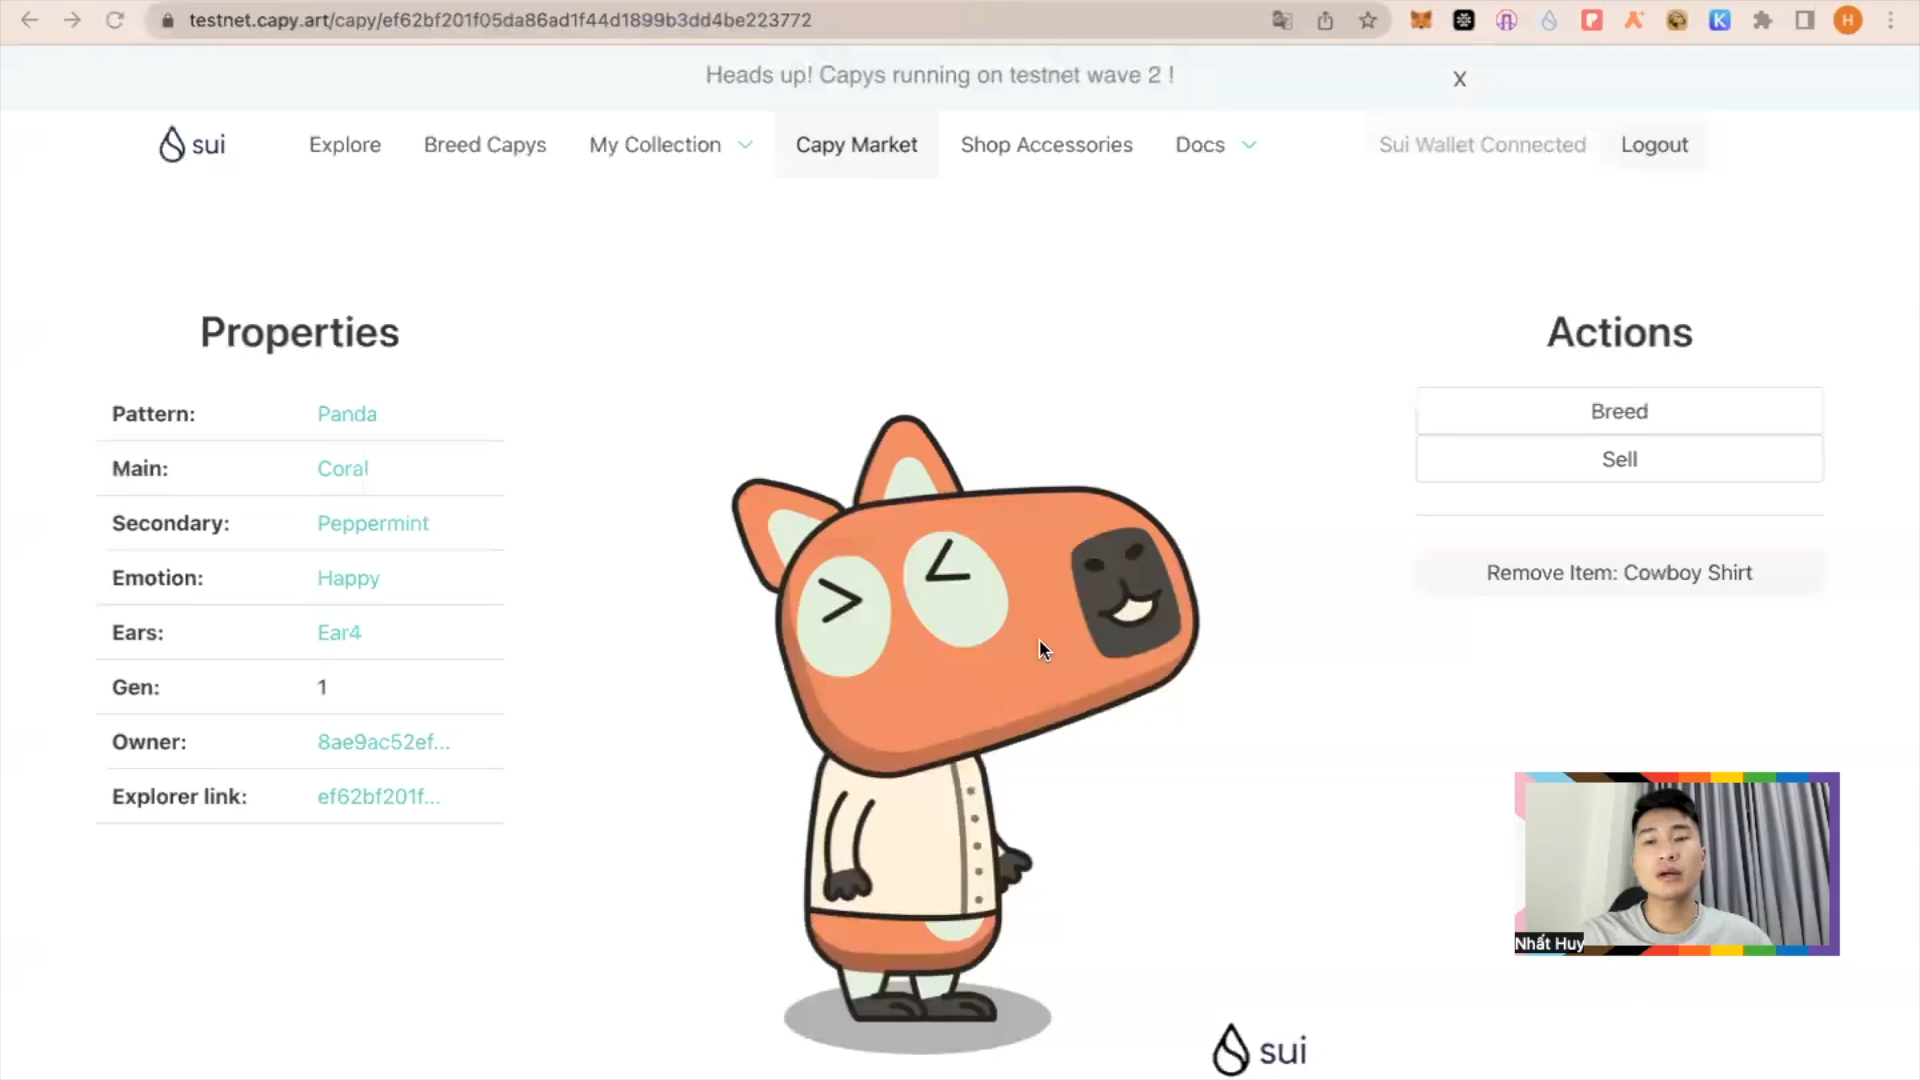 testnet.capy.art/capy/ef62bf201f05da86ad1f44d1899b3dd4be223772
H
Heads up! Capys running on testnet wave 2 !
X
sui
Explore
Breed Capys
My Collection
Capy Market
Shop Accessories
Docs
Sui Wallet Connected
Logout
Properties
Pattern: Panda
Main: Coral
Secondary: Peppermint
Emotion: Happy
Ears: Ear4
Gen: 1
Owner: 8ae9ac52ef...
Explorer link: ef62bf201f...
Actions
Breed
Sell
Remove Item: Cowboy Shirt
Nhất Huy
sui